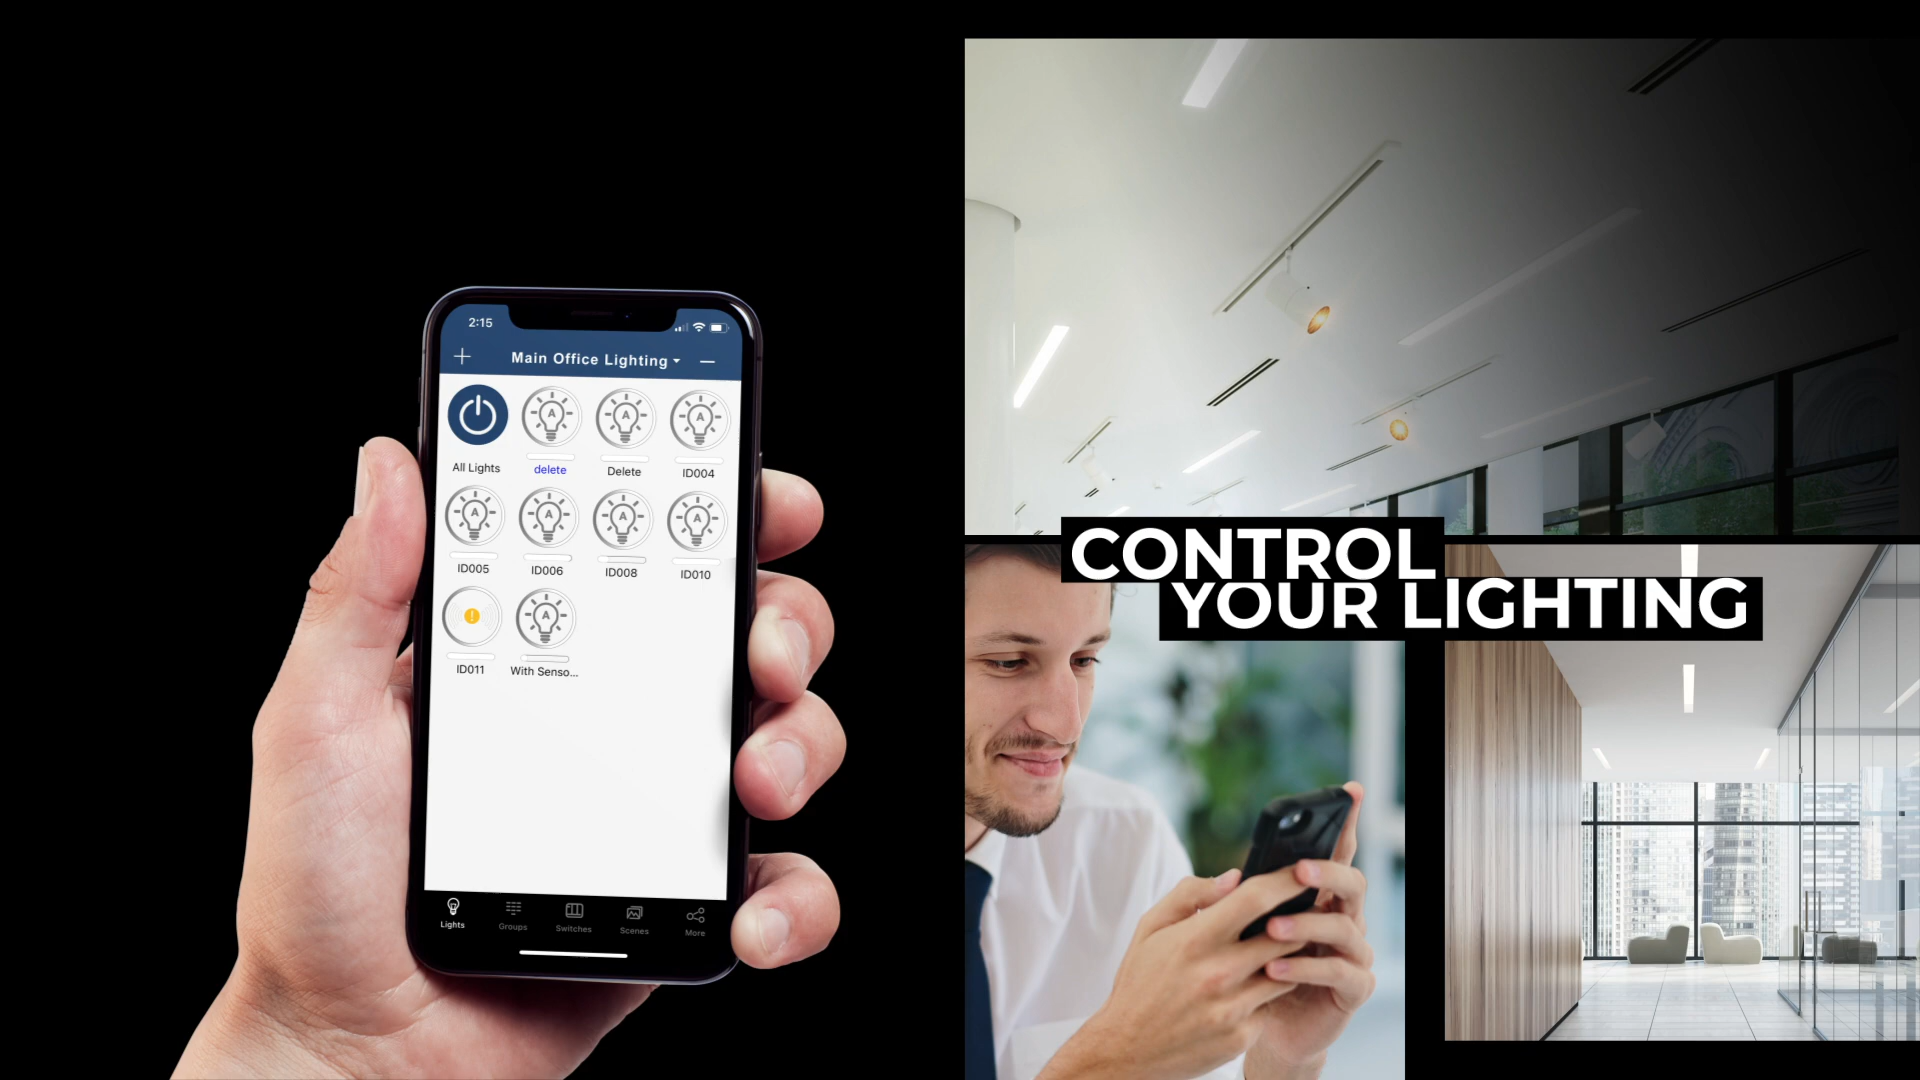 2:15
Main Office Lighting
All Lights
delete
Delete
ID004
ID005
ID006
ID008
ID010
ID011
With Senso...
Lights
Groups
Switches
Scenes
More
CONTROL
YOUR LIGHTING